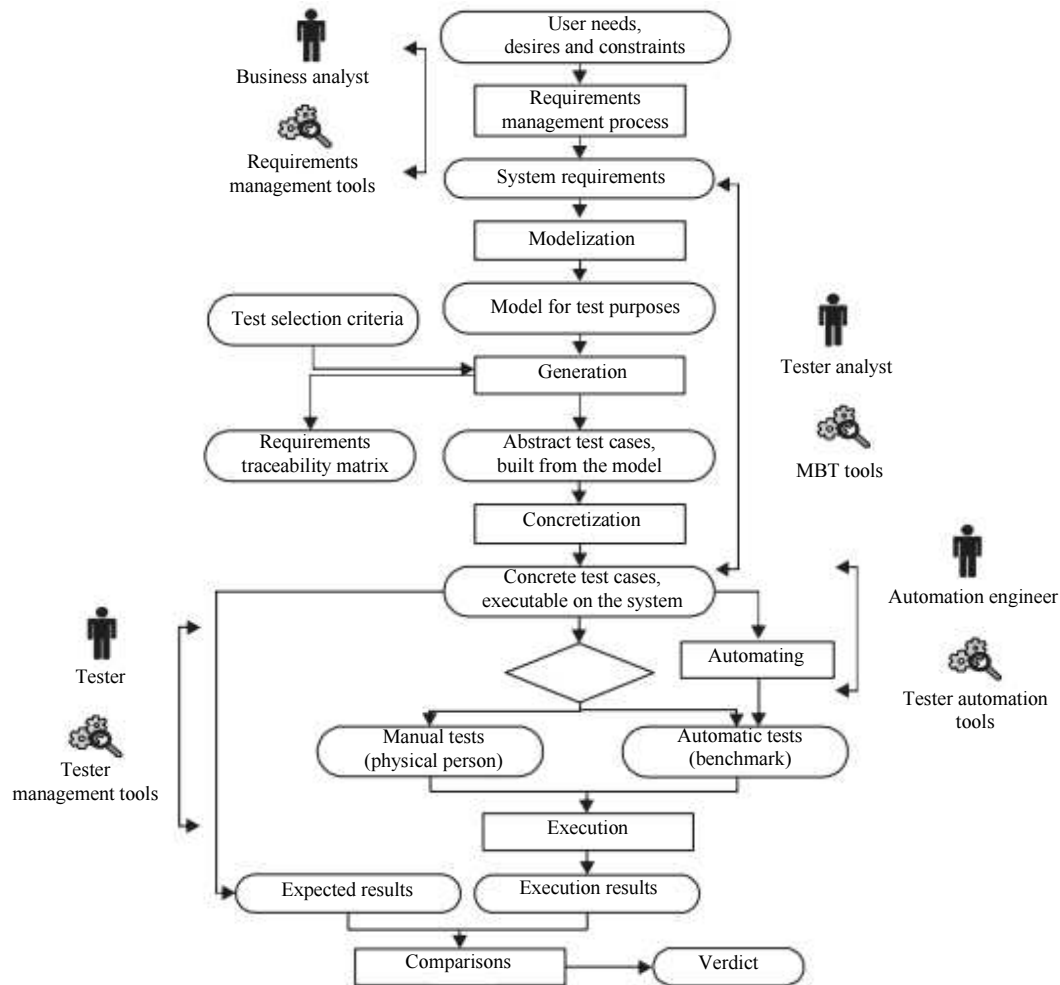 User needs,
desires and constraints
Business analyst
Requirements
management process
Requirements
management tools
System requirements
Modelization
Model for test purposes
Test selection criteria
Tester analyst
Generation
Requirements
traceability matrix
Abstract test cases,
built from the model
MBT tools
Concretization
Concrete test cases,
executable on the system
Automation engineer
Tester
Automating
Tester automation
tools
Manual tests
(physical person)
Automatic tests
(benchmark)
Tester
management tools
Execution
Expected results
Execution results
Comparisons
Verdict